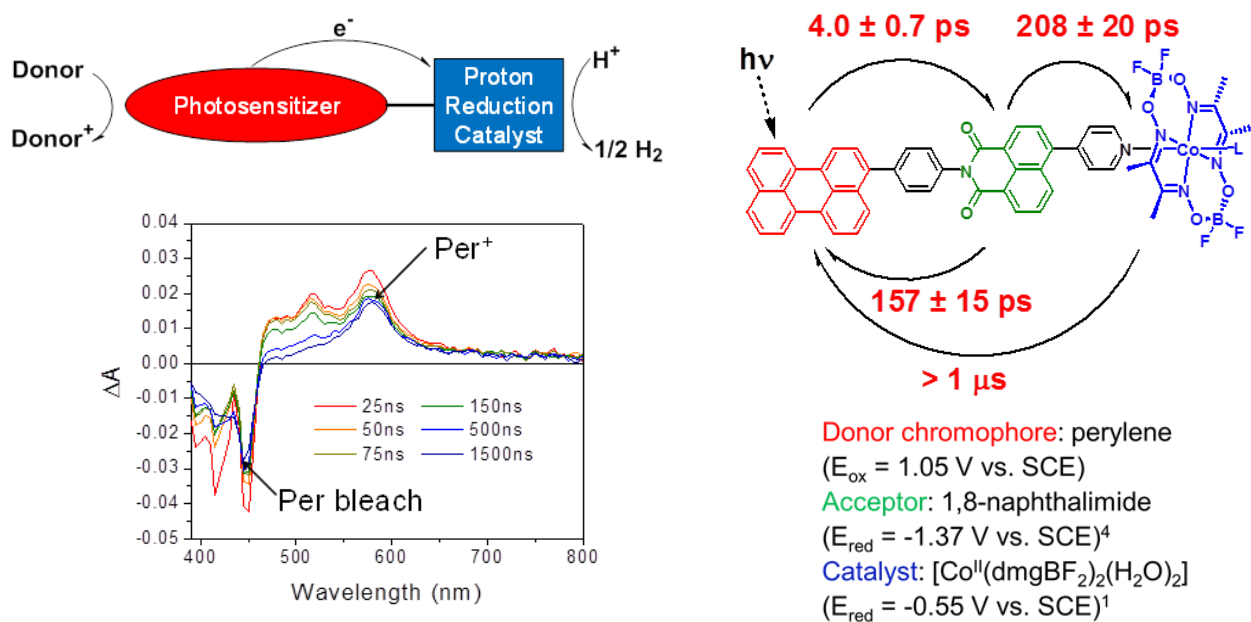 e-
Donor
Donor+
Photosensitizer
Proton
Reduction
Catalyst
H+
1/2 H2
4.0 ± 0.7 ps
208 ± 20 ps
hν
F
F
B
O
O
N
N
Co
L
N
N
O
O
B
F
F
N
O
O
N
157 ± 15 ps
> 1 μs
0.04
0.03
0.02
0.01
0.00
-0.01
-0.02
-0.03
-0.04
-0.05
ΔA
Per+
Per bleach
25ns
50ns
75ns
150ns
500ns
1500ns
400
500
600
700
800
Wavelength (nm)
Donor chromophore: perylene
(Eox = 1.05 V vs. SCE)
Acceptor: 1,8-naphthalimide
(Ered = -1.37 V vs. SCE)4
Catalyst: [CoII(dmgBF2)2(H2O)2]
(Ered = -0.55 V vs. SCE)1